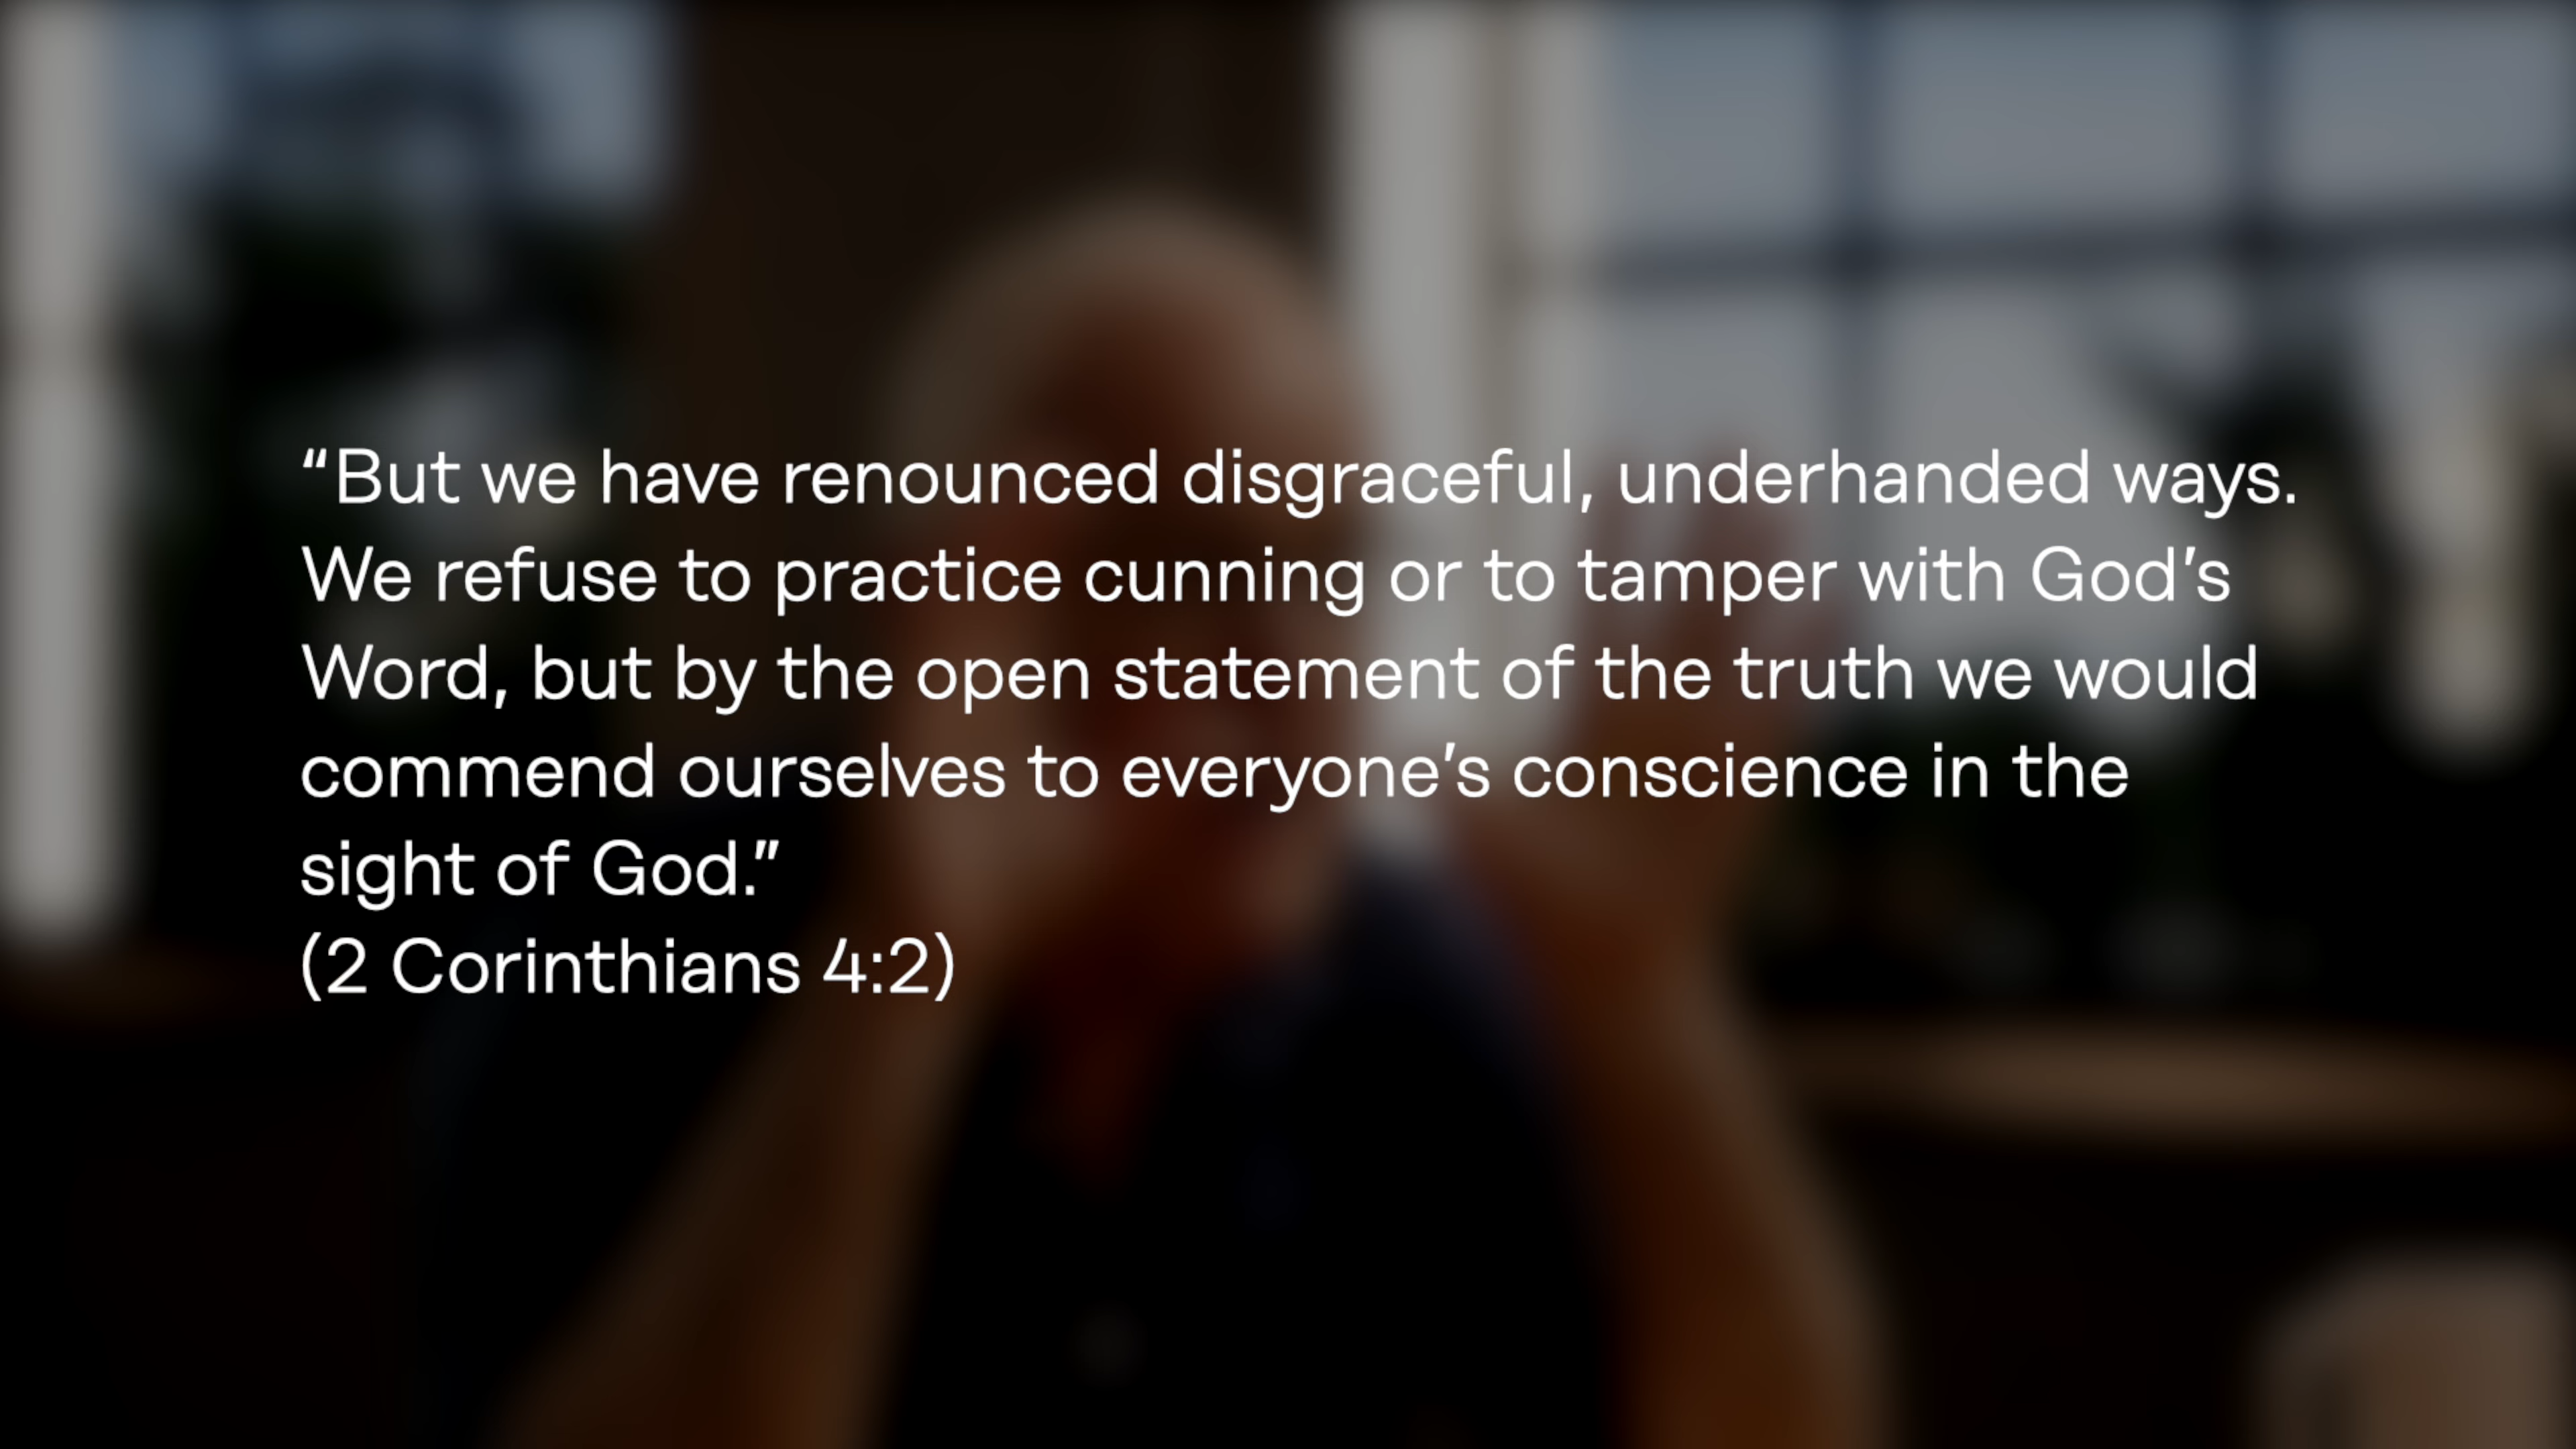 “But we have renounced disgraceful, underhanded ways.
We refuse to practice cunning or to tamper with God’s
Word, but by the open statement of the truth we would
commend ourselves to everyone’s conscience in the
sight of God.”
(2 Corinthians 4:2)